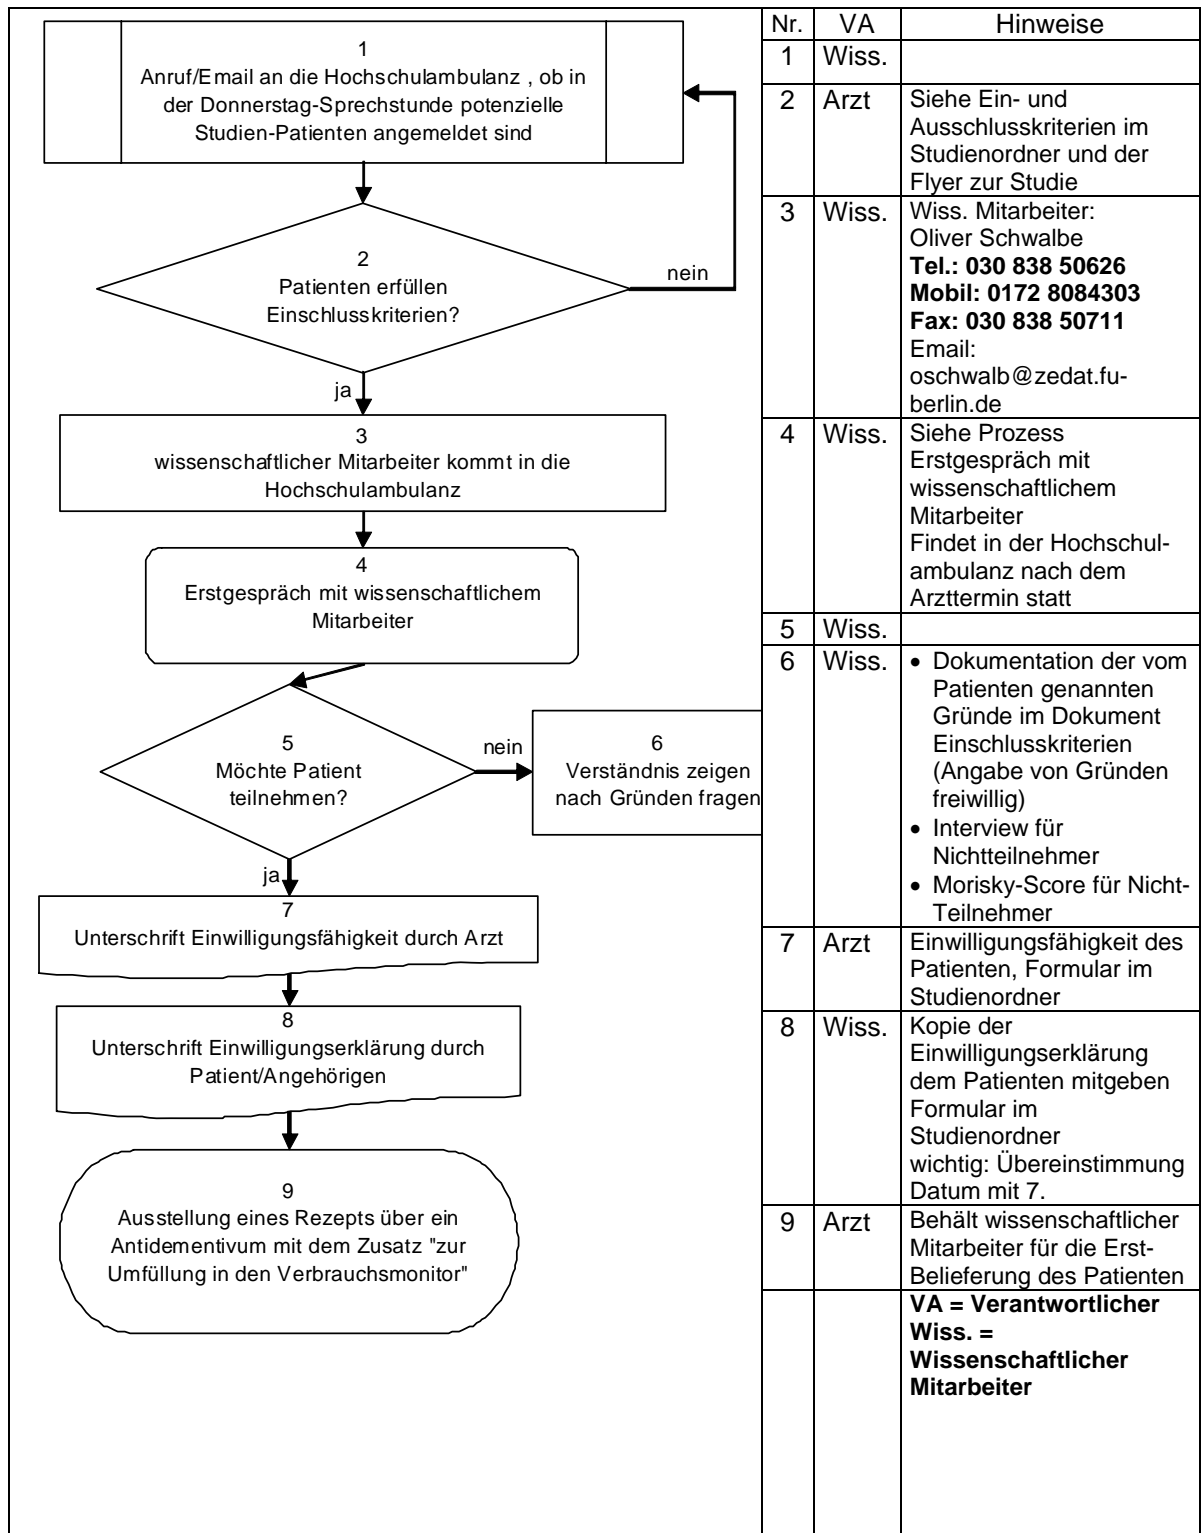 1
Anruf/Email an die Hochschulambulanz , ob in
der Donnerstag-Sprechstunde potenzielle
Studien-Patienten angemeldet sind
2
Patienten erfüllen
Einschlusskriterien?
nein
ja
3
wissenschaftlicher Mitarbeiter kommt in die
Hochschulambulanz
4
Erstgespräch mit wissenschaftlichem
Mitarbeiter
5
Möchte Patient
teilnehmen?
nein
6
Verständnis zeigen
nach Gründen fragen
ja
7
Unterschrift Einwilligungsfähigkeit durch Arzt
8
Unterschrift Einwilligungserklärung durch
Patient/Angehörigen
9
Ausstellung eines Rezepts über ein
Antidementivum mit dem Zusatz "zur
Umfüllung in den Verbrauchsmonitor"
Nr. VA Hinweise
1 Wiss.
2 Arzt Siehe Ein- und
Ausschlusskriterien im
Studienordner und der
Flyer zur Studie
3 Wiss. Wiss. Mitarbeiter:
Oliver Schwalbe
Tel.: 030 838 50626
Mobil: 0172 8084303
Fax: 030 838 50711
Email:
oschwalb@zedat.fu-
berlin.de
4 Wiss. Siehe Prozess
Erstgespräch mit
wissenschaftlichem
Mitarbeiter
Findet in der Hochschul-
ambulanz nach dem
Arzttermin statt
5 Wiss.
6 Wiss. • Dokumentation der vom
Patienten genannten
Gründe im Dokument
Einschlusskriterien
(Angabe von Gründen
freiwillig)
• Interview für
Nichtteilnehmer
• Morisky-Score für Nicht-
Teilnehmer
7 Arzt Einwilligungsfähigkeit des
Patienten, Formular im
Studienordner
8 Wiss. Kopie der
Einwilligungserklärung
dem Patienten mitgeben
Formular im
Studienordner
wichtig: Übereinstimmung
Datum mit 7.
9 Arzt Behält wissenschaftlicher
Mitarbeiter für die Erst-
Belieferung des Patienten
VA = Verantwortlicher
Wiss. =
Wissenschaftlicher
Mitarbeiter